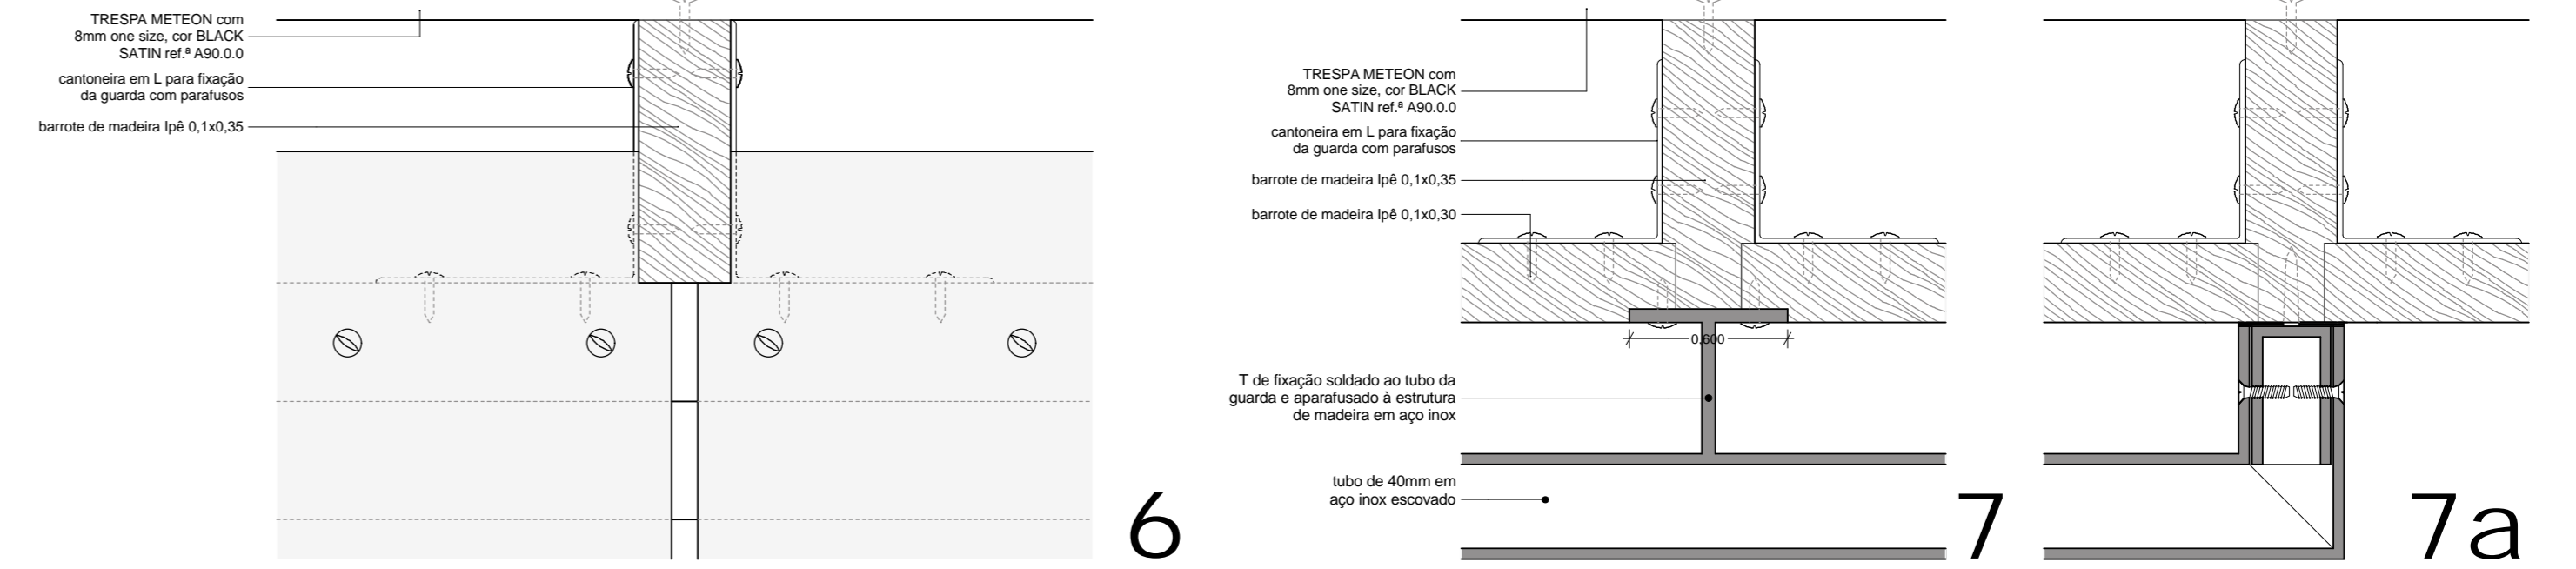 TRESPA METEON com
8mm one size, cor BLACK
SATIN ref.ª A90.0.0
cantoneira em L para fixação
da guarda com parafusos
barrote de madeira Ipê 0,1x0,35
6
TRESPA METEON com
8mm one size, cor BLACK
SATIN ref.ª A90.0.0
cantoneira em L para fixação
da guarda com parafusos
barrote de madeira Ipê 0,1x0,35
barrote de madeira Ipê 0,1x0,30
0,600
T de fixação soldado ao tubo da
guarda e aparafusado à estrutura
de madeira em aço inox
tubo de 40mm em
aço inox escovado
7
7a